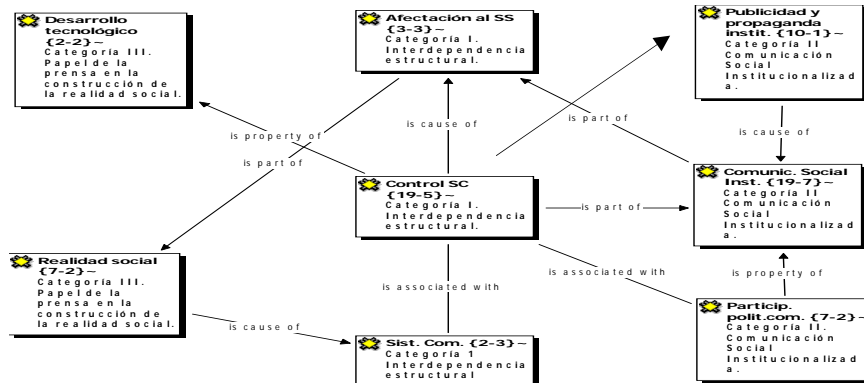 Desarrollo
tecnológico
{2-2}~
Categoría III.
Papel de la
prensa en la
construcción de
la realidad social.
Afectación al SS
{3-3}~
Categoría I.
Interdependencia
estructural.
Publicidad y
propaganda
instit. {10-1}~
Categoría II
Comunicación
Social
Institucionalizad
a.
is property of
is part of
is cause of
is part of
is cause of
Control SC
{19-5}~
Categoría I.
Interdependencia
estructural.
is part of
Comunic. Social
Inst. {19-7}~
Categoría II
Comunicación
Social
Institucionalizad
a.
Realidad social
{7-2}~
Categoría III.
Papel de la
prensa en la
construcción de
la realidad social.
is associated with
is associated with
is property of
is cause of
Sist. Com. {2-3}~
Categoría 1
Interdependencia
estructural
Particip.
polit.com. {7-2}~
Categoría II.
Comunicación
Social
Institucionalizad
a.